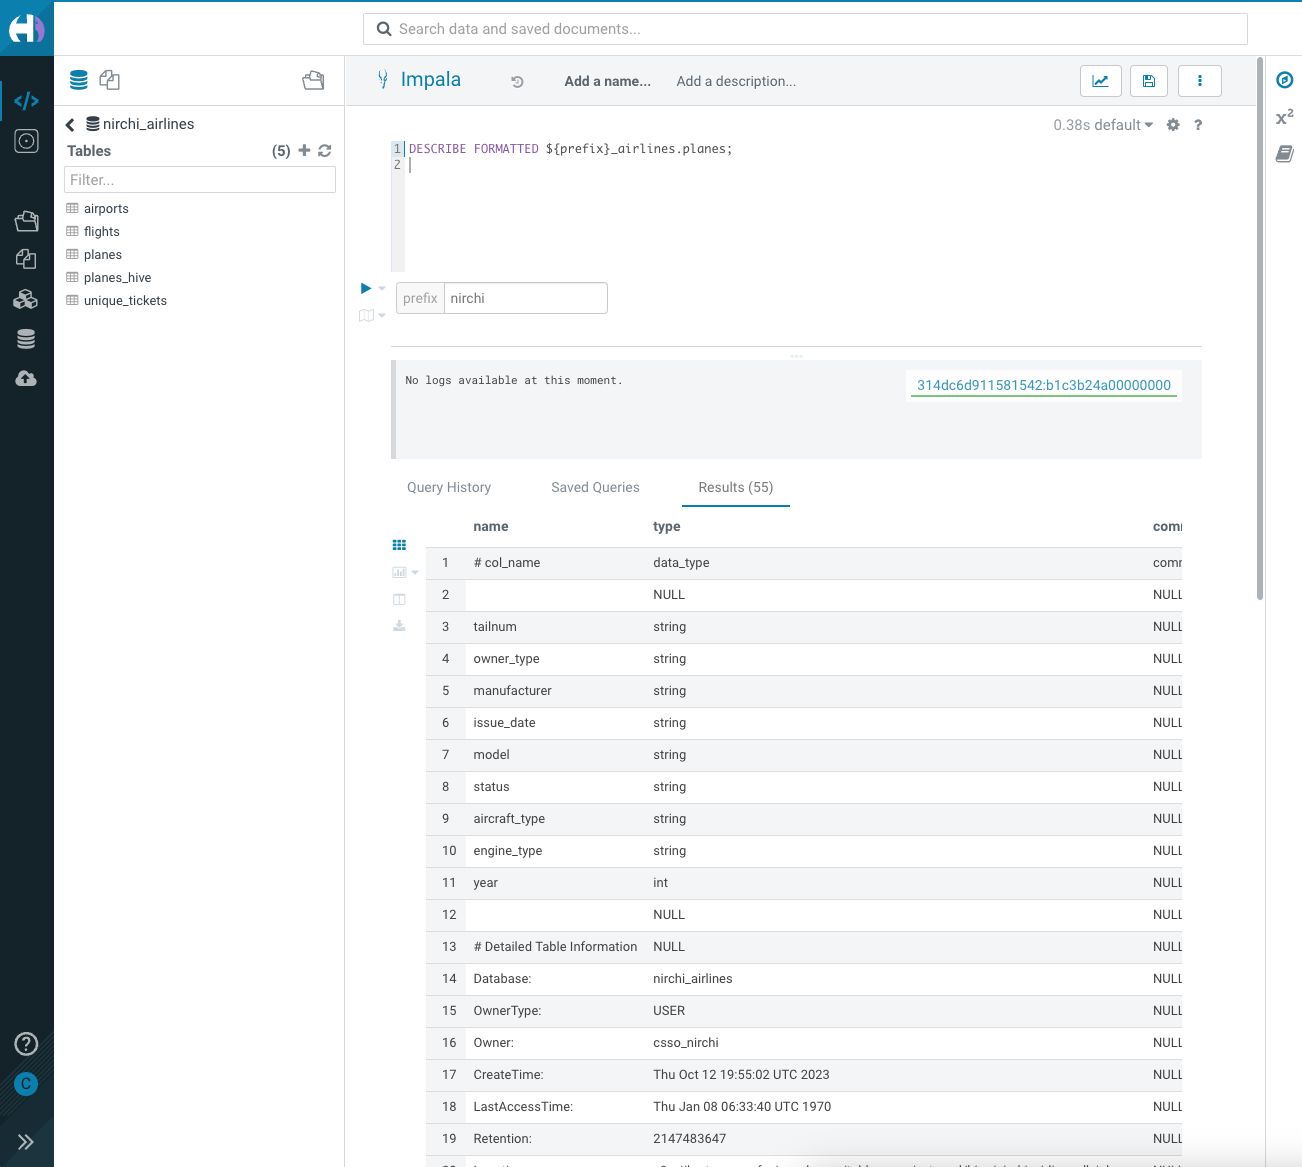 Search data and saved documents...
Impala
Add a name...
Add a description...
nirchi_airlines
Tables
(5)
Filter...
airports
flights
planes
planes_hive
unique_tickets
0.38s default
?
x²
1 DESCRIBE FORMATTED ${prefix}_airlines.planes;
2
prefix nirchi
No logs available at this moment.
314dc6d911581542:b1c3b24a00000000
Query History
Saved Queries
Results (55)
name type
1 # col_name data_type
2 NULL NULL
3 tailnum string NULL
4 owner_type string NULL
5 manufacturer string NULL
6 issue_date string NULL
7 model string NULL
8 status string NULL
9 aircraft_type string NULL
10 engine_type string NULL
11 year int NULL
12 NULL NULL
13 # Detailed Table Information NULL NULL
14 Database: nirchi_airlines NULL
15 OwnerType: USER NULL
16 Owner: csso_nirchi NULL
17 CreateTime: Thu Oct 12 19:55:02 UTC 2023 NULL
18 LastAccessTime: Thu Jan 08 06:33:40 UTC 1970 NULL
19 Retention: 2147483647 NULL
?
C